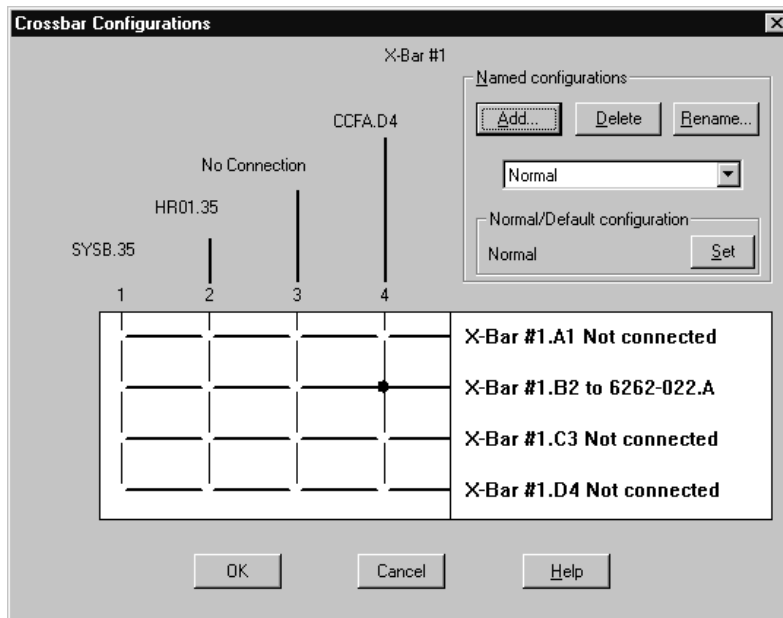 Crossbar Configurations
X-Bar #1
Named configurations
Add...
Delete
Rename...
Normal
Normal/Default configuration
Normal
Set
CCFA.D4
No Connection
HR01.35
SYSB.35
1 2 3 4
X-Bar #1.A1 Not connected
X-Bar #1.B2 to 6262-022.A
X-Bar #1.C3 Not connected
X-Bar #1.D4 Not connected
OK
Cancel
Help